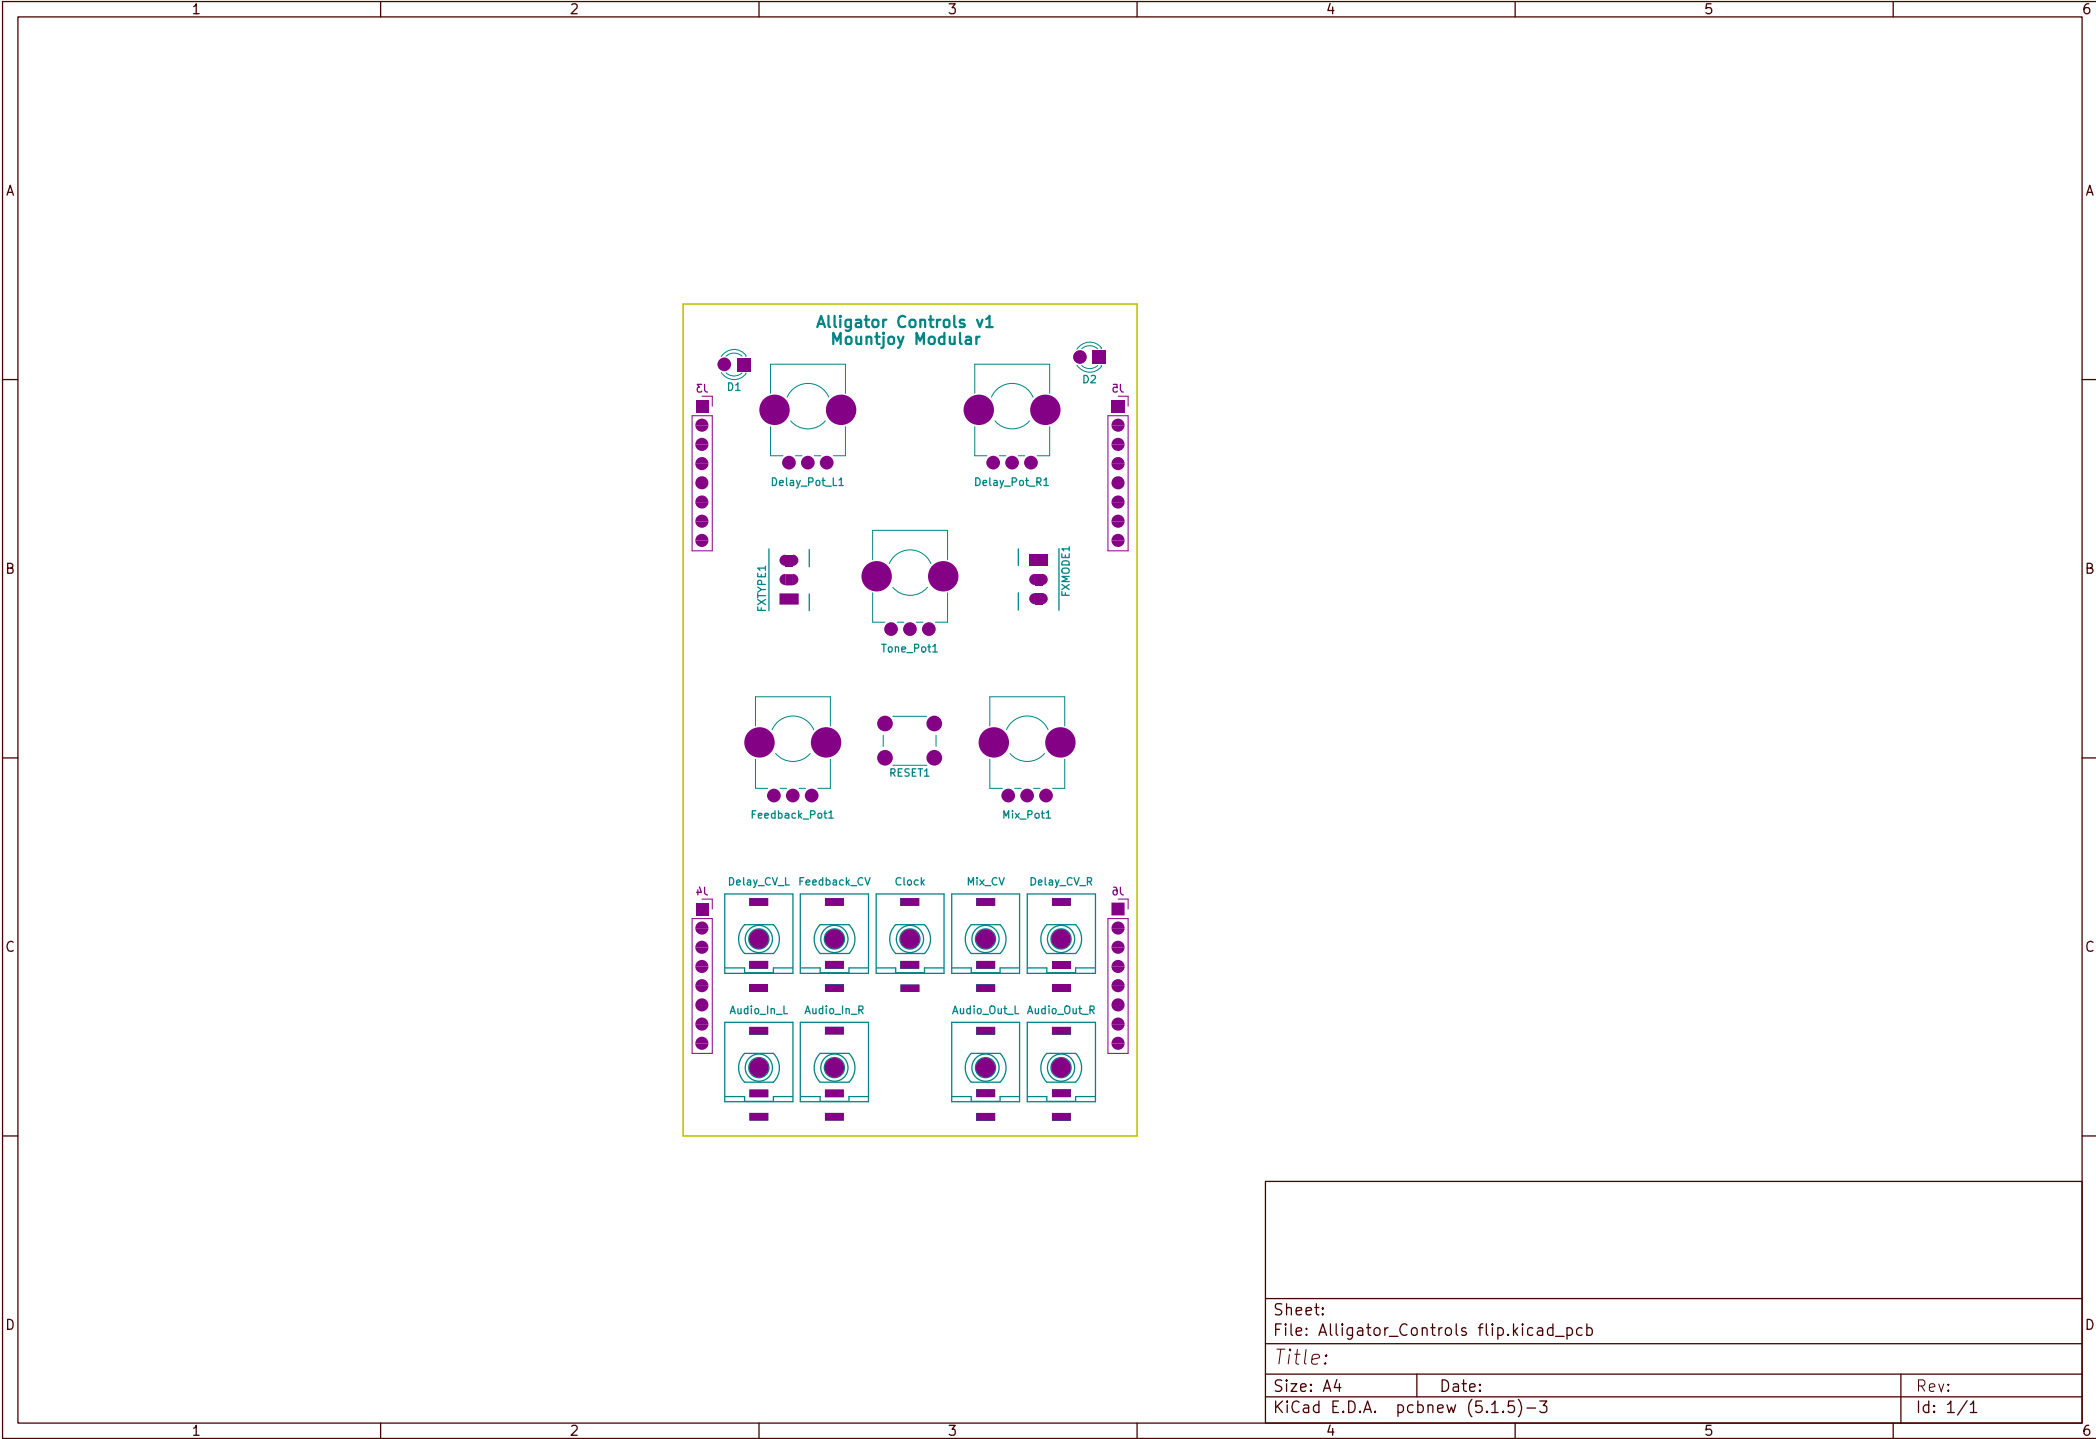 1 2 3 4 5 6
A A
Alligator Controls v1
Mountjoy Modular
D1 D2
J3 J5
Delay_Pot_L1 Delay_Pot_R1
B B
FXTYPE1 FXMODE1
Tone_Pot1
RESET1
Feedback_Pot1 Mix_Pot1
Delay_CV_L Feedback_CV Clock Mix_CV Delay_CV_R
J4 J6
C C
Audio_In_L Audio_In_R Audio_Out_L Audio_Out_R
Sheet:
File: Alligator_Controls flip.kicad_pcb
D D
Title:
Size: A4 Date: Rev:
KiCad E.D.A. pcbnew (5.1.5)-3 Id: 1/1
1 2 3 4 5 6